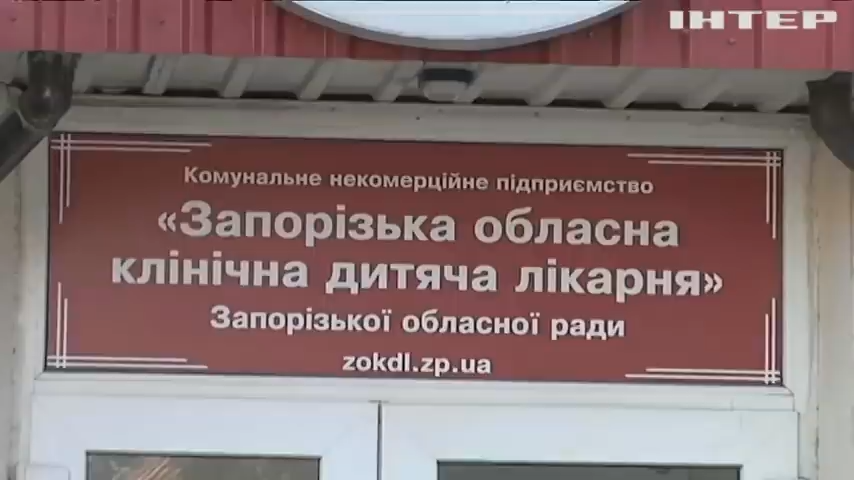 ІНТЕР
Комунальне некомерційне підприємство
«Запорізька обласна
клінічна дитяча лікарня»
Запорізької обласної ради
zokdl.zp.ua